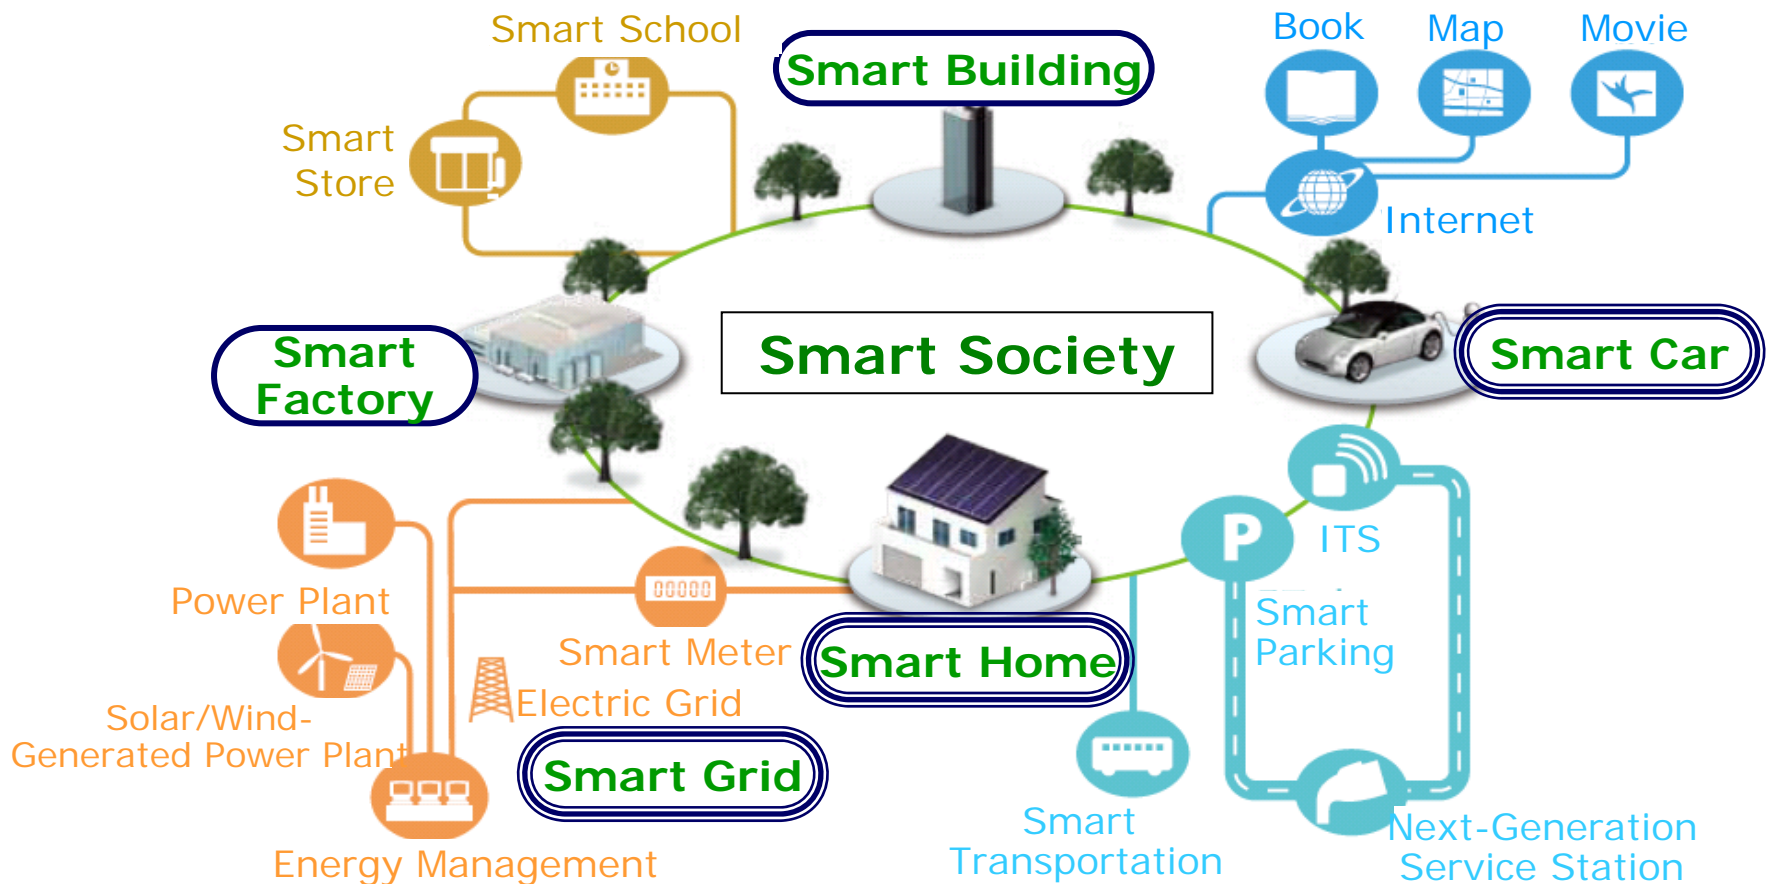 Smart School
Smart Building
Book
Map
Movie
Smart
Store
Internet
Smart
Factory
Smart Society
Smart Car
ITS
P
Smart
Parking
Power Plant
00000
Smart Meter
Smart Home
Electric Grid
Solar/Wind-
Generated Power Plant
Smart Grid
Smart
Transportation
Next-Generation
Service Station
Energy Management